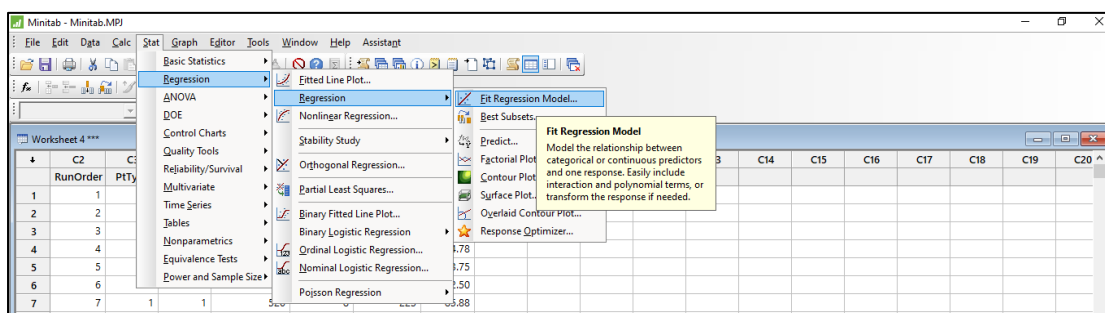 Minitab - Minitab.MPJ
File Edit Data Calc Stat Graph Editor Tools Window Help Assistant
Basic Statistics
Regression
ANOVA
DOE
Control Charts
Quality Tools
Reliability/Survival
Multivariate
Time Series
Tables
Nonparametrics
Equivalence Tests
Power and Sample Size
Fitted Line Plot...
Regression
Nonlinear Regression...
Stability Study
Orthogonal Regression...
Partial Least Squares...
Binary Fitted Line Plot...
Binary Logistic Regression
Ordinal Logistic Regression...
Nominal Logistic Regression...
Poisson Regression
Fit Regression Model...
Best Subsets...
Predict...
Factorial Plot
Contour Plot
Surface Plot...
Overlaid Contour Plot...
Response Optimizer...
Fit Regression Model
Model the relationship between
categorical or continuous predictors
and one response. Easily include
interaction and polynomial terms, or
transform the response if needed.
Worksheet 4 ***
C2 C3 C14 C15 C16 C17 C18 C19 C20
RunOrder PtTy
1 1
2 2
3 3
4 4 4.78
5 5 3.75
6 6 2.50
7 7 1 1